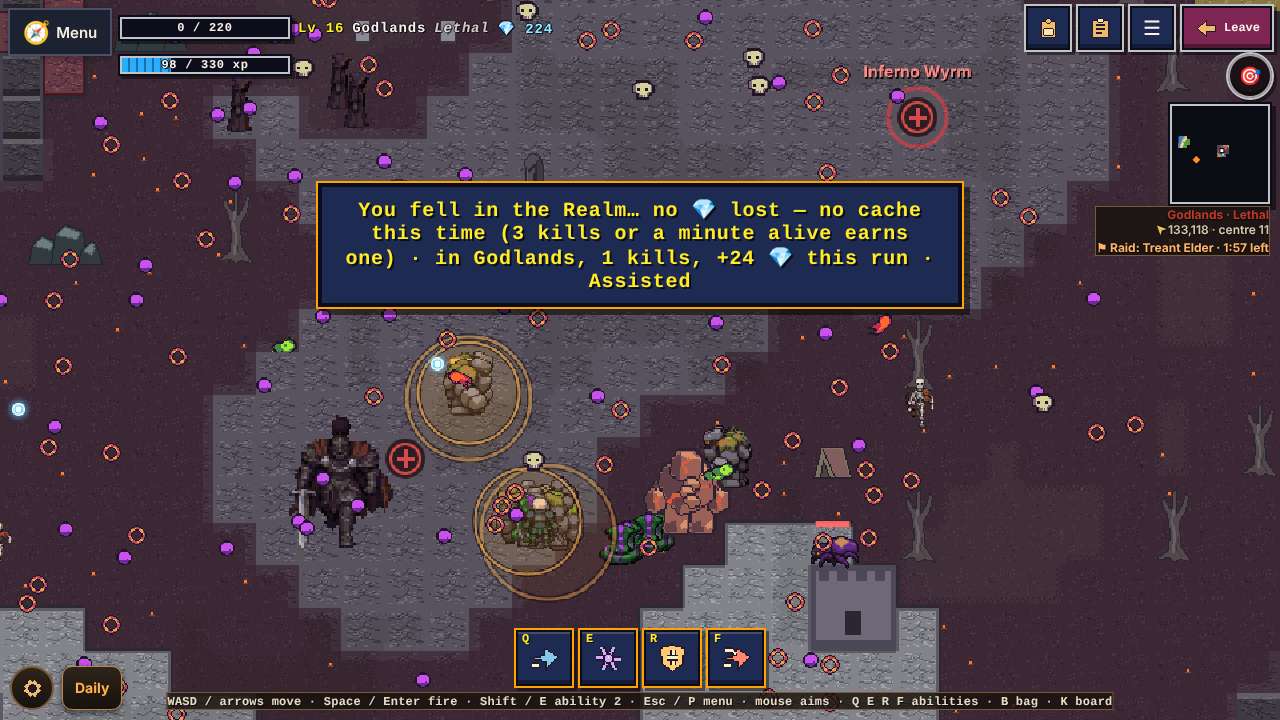 Menu
0 / 220
Lv 16 Godlands Lethal 💎 224
98 / 330 xp
Leave
Inferno Wyrm
You fell in the Realm… no 💎 lost — no cache
this time (3 kills or a minute alive earns
one) · in Godlands, 1 kills, +24 💎 this run ·
Assisted
Godlands · Lethal
133,118 · centre 11
Raid: Treant Elder · 1:57 left
Q
E
R
F
Daily
WASD / arrows move · Space / Enter fire · Shift / E ability 2 · Esc / P menu · mouse aims · Q E R F abilities · B bag · K board